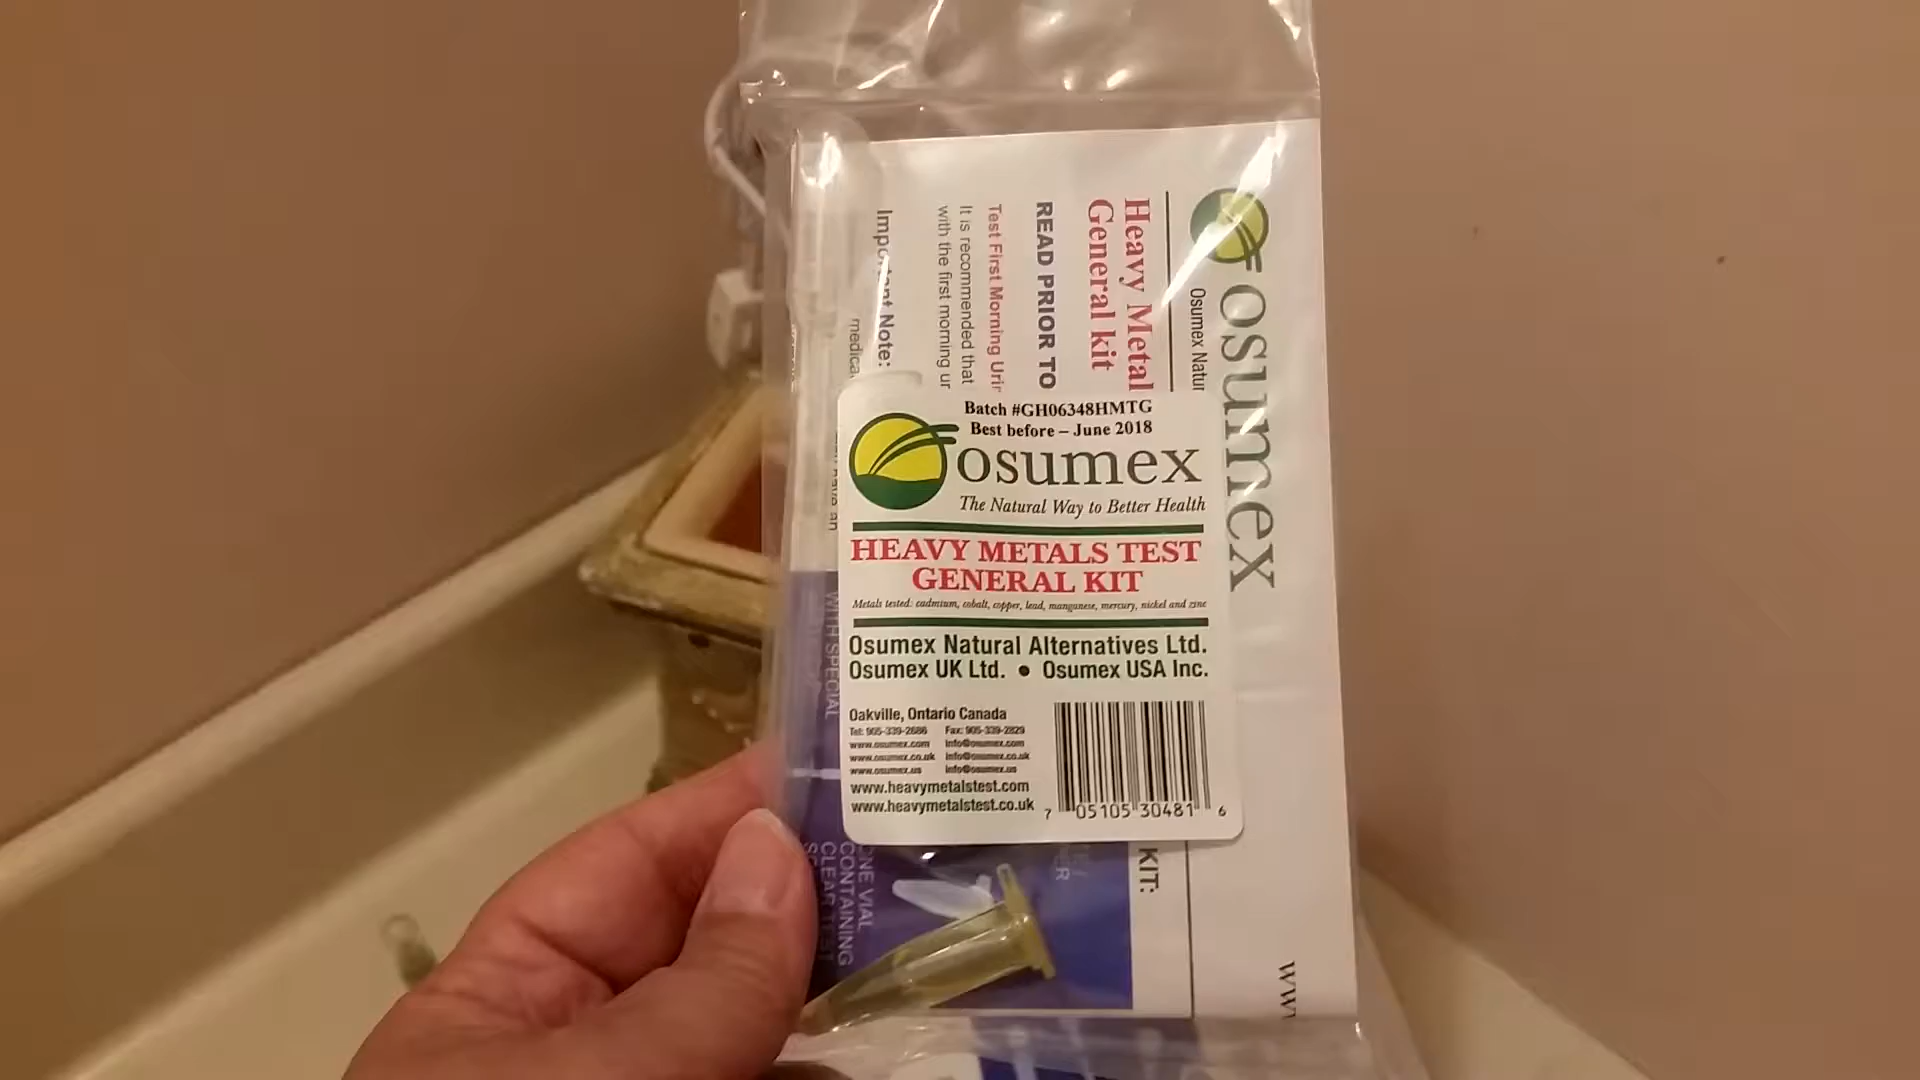 Batch #GH06348HMTG
Best before – June 2018
osumex
The Natural Way to Better Health
HEAVY METALS TEST
GENERAL KIT
Metals tested: cadmium, cobalt, copper, lead, manganese, mercury, nickel and zinc
Osumex Natural Alternatives Ltd.
Osumex UK Ltd. • Osumex USA Inc.
Oakville, Ontario Canada
Tel: 905-339-2686 Fax: 905-339-2829
www.osumex.com info@osumex.com
www.osumex.co.uk info@osumex.co.uk
www.osumex.us info@osumex.us
www.heavymetalstest.com
www.heavymetalstest.co.uk
7 05105 30481 6
osumex
Osumex Natur
Heavy Metal
General kit
READ PRIOR TO
Test First Morning Urin
It is recommended that
with the first morning ur
Important Note:
medica
KIT:
WITH SPECIAL
ONE VIAL
CONTAINING
CLEAR TEST
ww